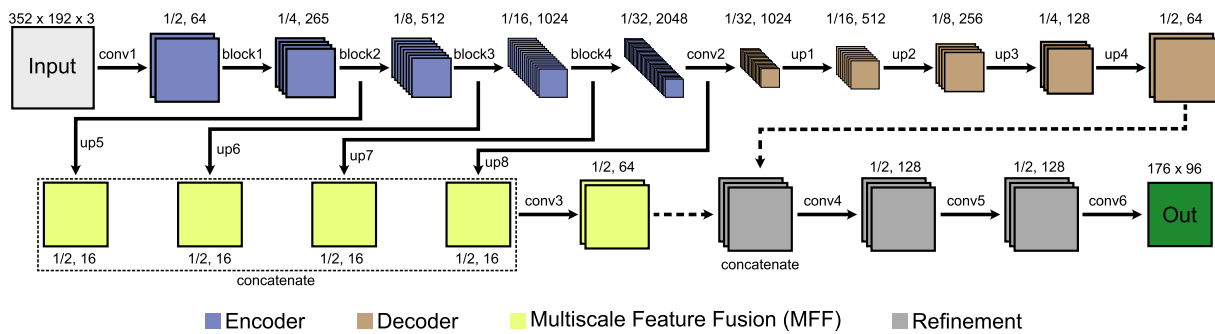 352 x 192 x 3
1/2, 64
1/4, 265
1/8, 512
1/16, 1024
1/32, 2048
1/32, 1024
1/16, 512
1/8, 256
1/4, 128
1/2, 64
Input
conv1
block1
block2
block3
block4
conv2
up1
up2
up3
up4
up5
up6
up7
up8
1/2, 64
1/2, 128
1/2, 128
176 x 96
conv3
conv4
conv5
conv6
Out
1/2, 16
1/2, 16
1/2, 16
1/2, 16
concatenate
concatenate
Encoder
Decoder
Multiscale Feature Fusion (MFF)
Refinement